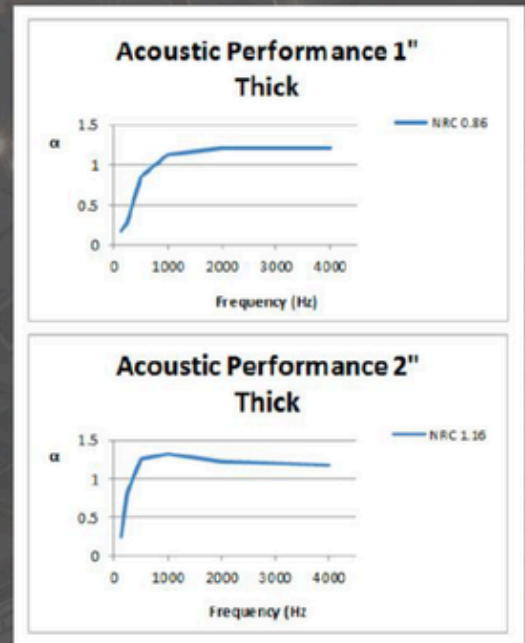 Acoustic Performance 1"
Thick
α
1.5
1
0.5
0
0 1000 2000 3000 4000
Frequency (Hz)
NRC 0.86
Acoustic Performance 2"
Thick
α
1.5
1
0.5
0
0 1000 2000 3000 4000
Frequency (Hz
NRC 1.16